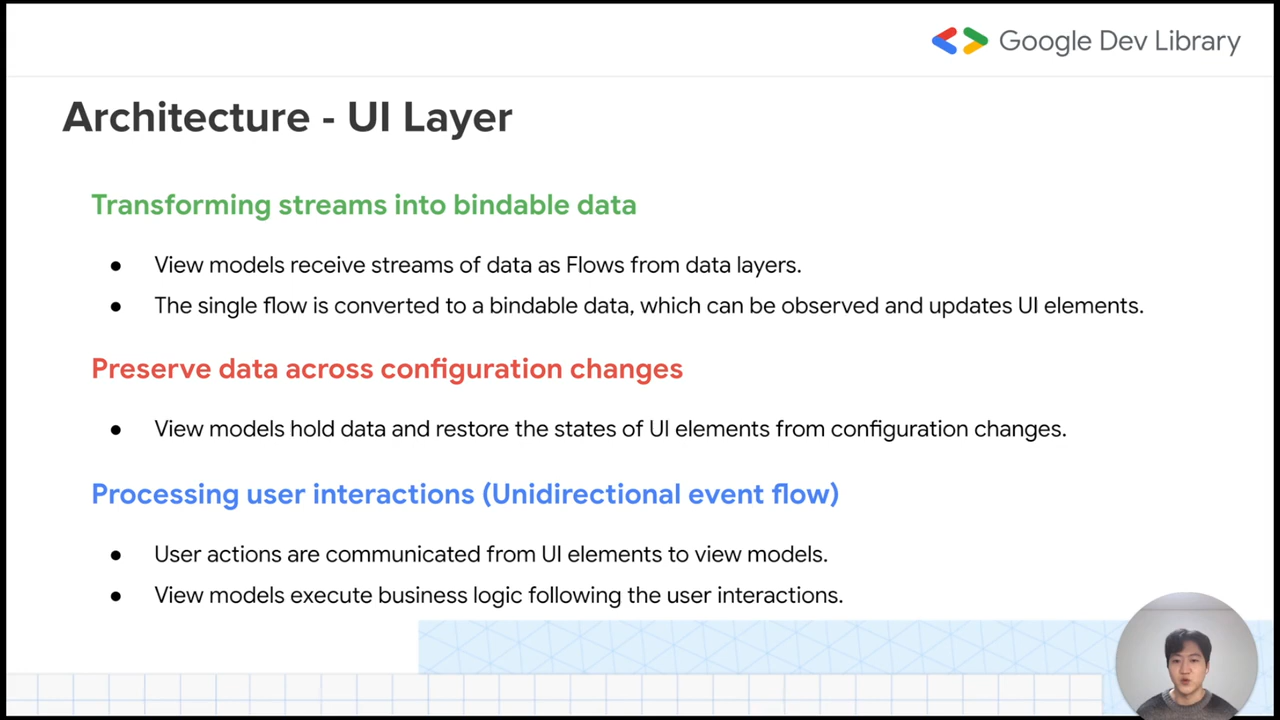 Google Dev Library
Architecture - UI Layer
Transforming streams into bindable data
● View models receive streams of data as Flows from data layers.
● The single flow is converted to a bindable data, which can be observed and updates UI elements.
Preserve data across configuration changes
● View models hold data and restore the states of UI elements from configuration changes.
Processing user interactions (Unidirectional event flow)
● User actions are communicated from UI elements to view models.
● View models execute business logic following the user interactions.